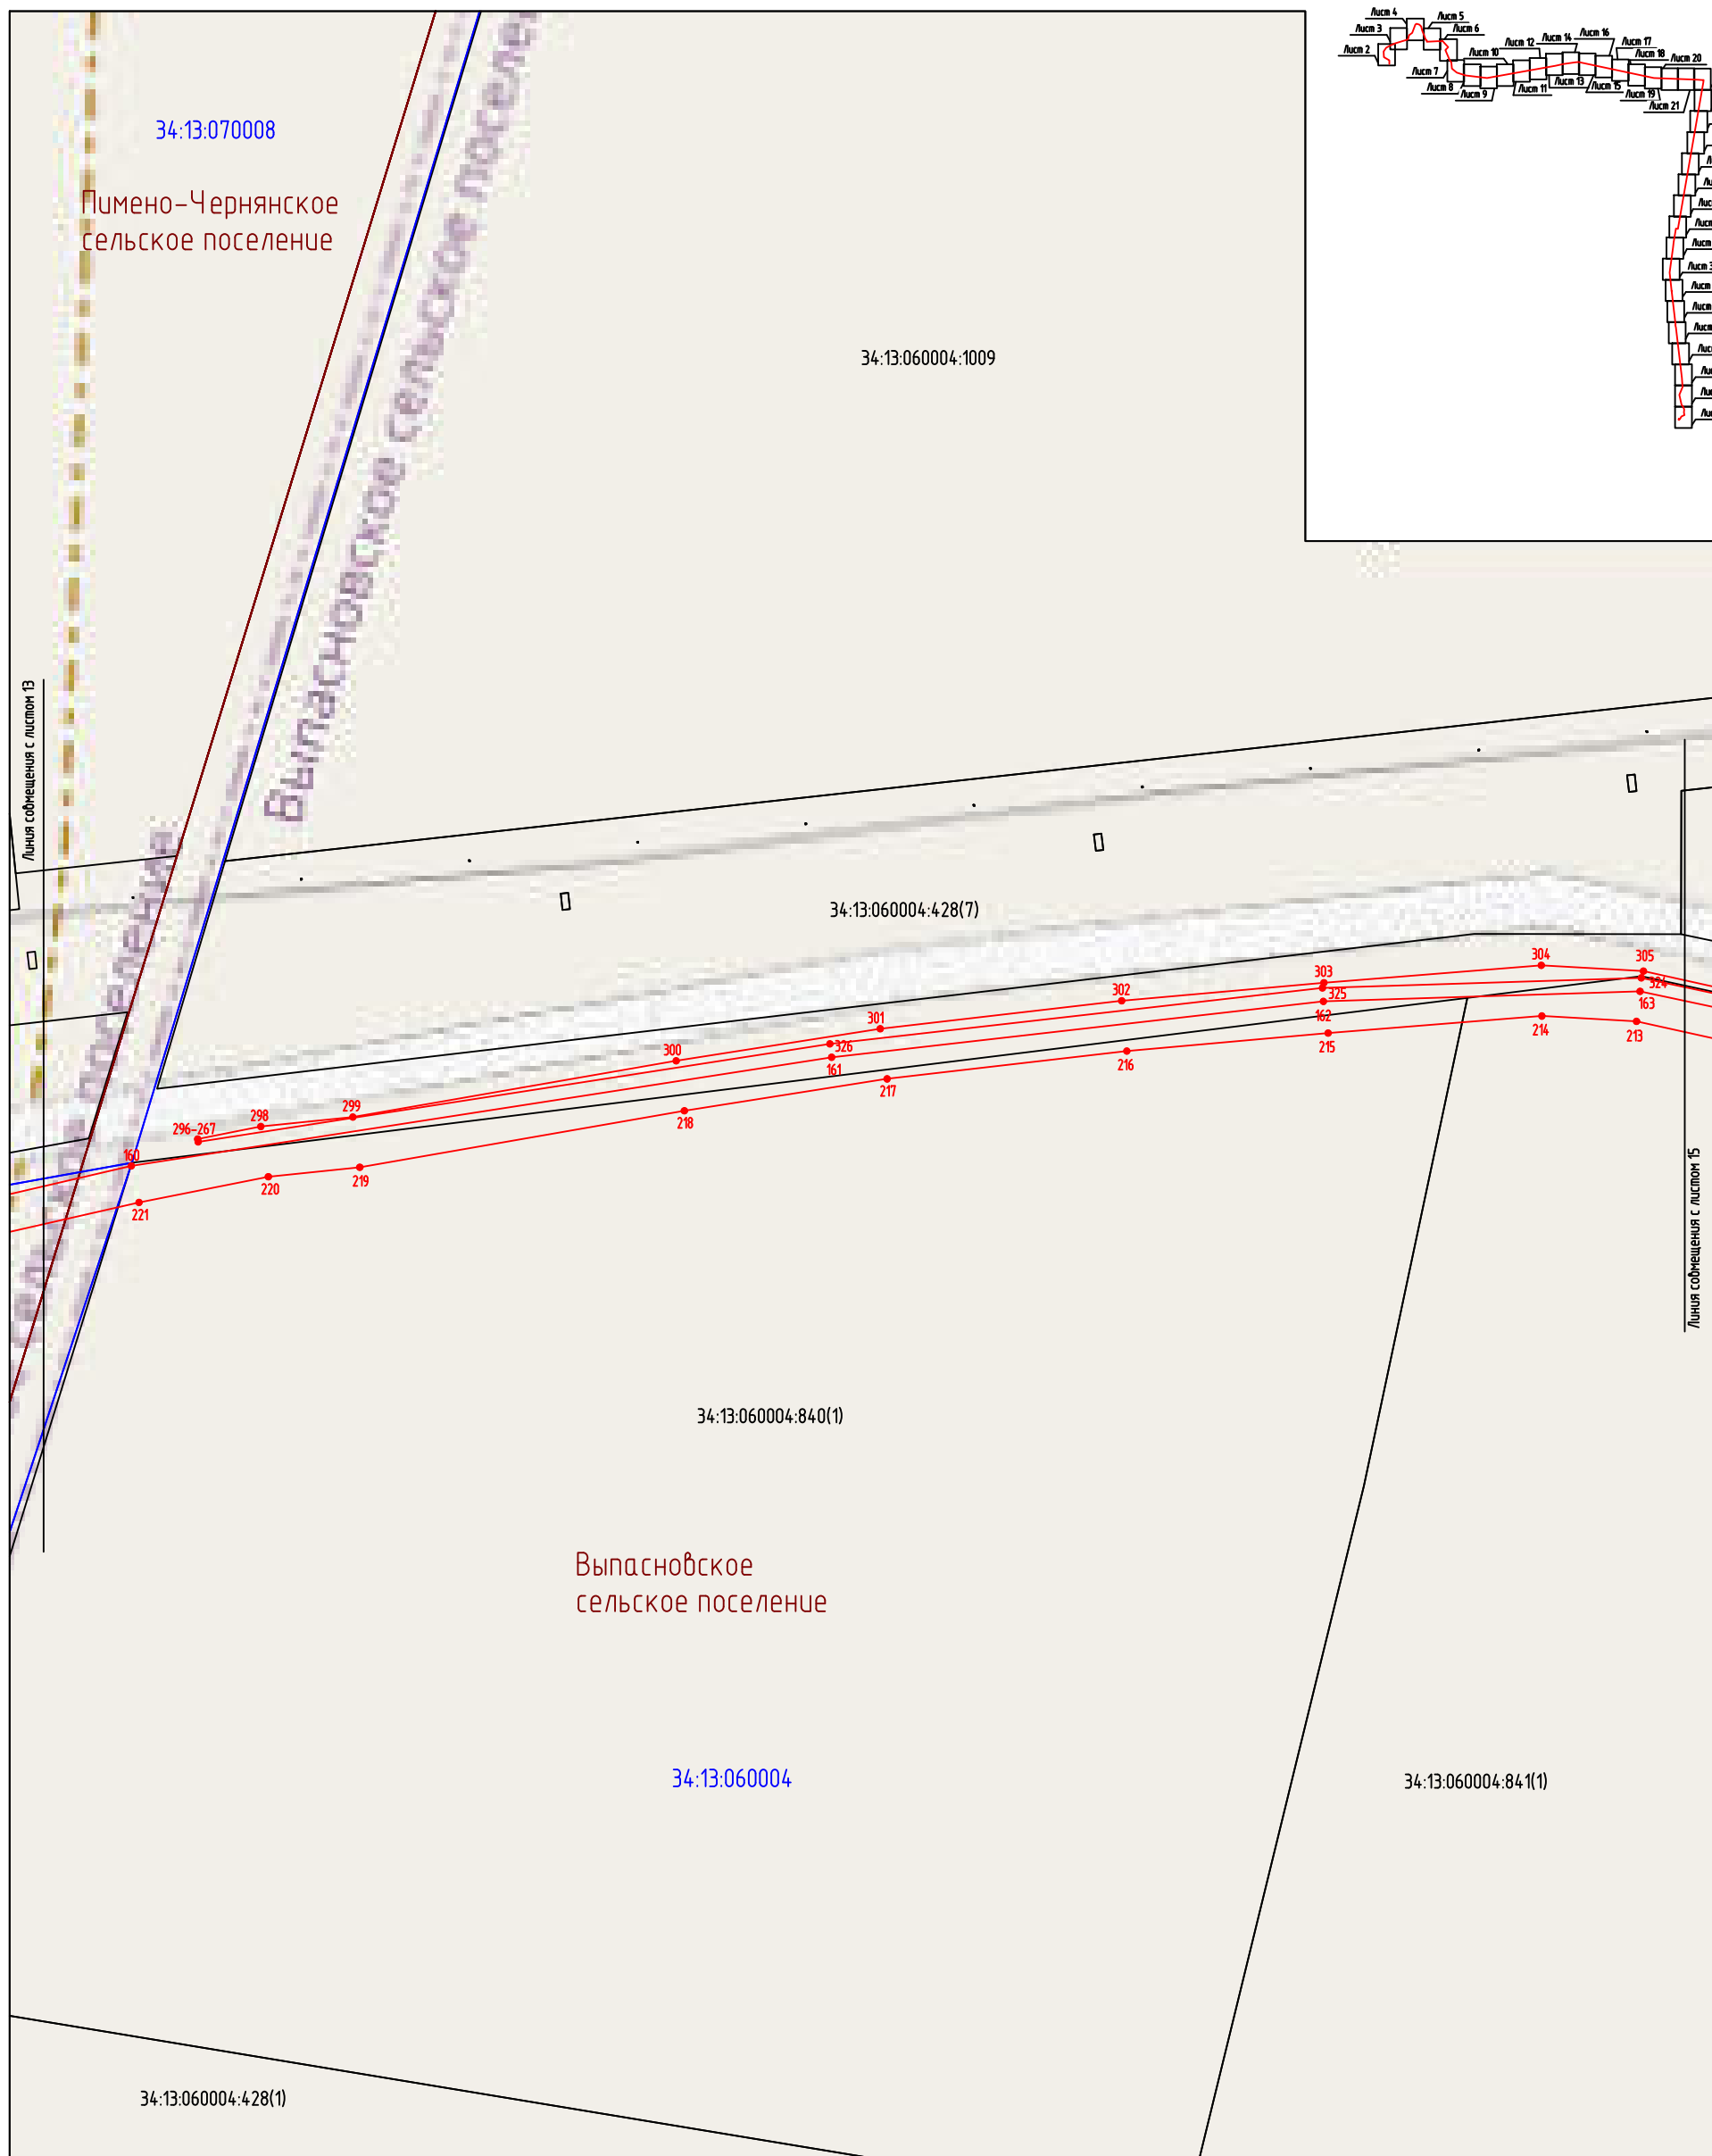 Лист 4
Лист 5
Лист 3
Лист 6
Лист 2
Лист 7
Лист 8
Лист 9
Лист 10
Лист 12
Лист 14
Лист 16
Лист 17
Лист 18
Лист 20
Лист 11
Лист 13
Лист 15
Лист 19
Лист 21
34:13:070008
Пимено-Чернянское
сельское поселение
Выпасновское сельское поселе
34:13:060004:1009
Линия совмещения с листом 13
34:13:060004:428(7)
304
305
303
324
302
325
163
301
162
214
213
300
326
215
161
216
299
217
298
218
296-267
160
219
220
221
Линия совмещения с листом 15
34:13:060004:840(1)
Выпасновское
сельское поселение
34:13:060004
34:13:060004:841(1)
34:13:060004:428(1)